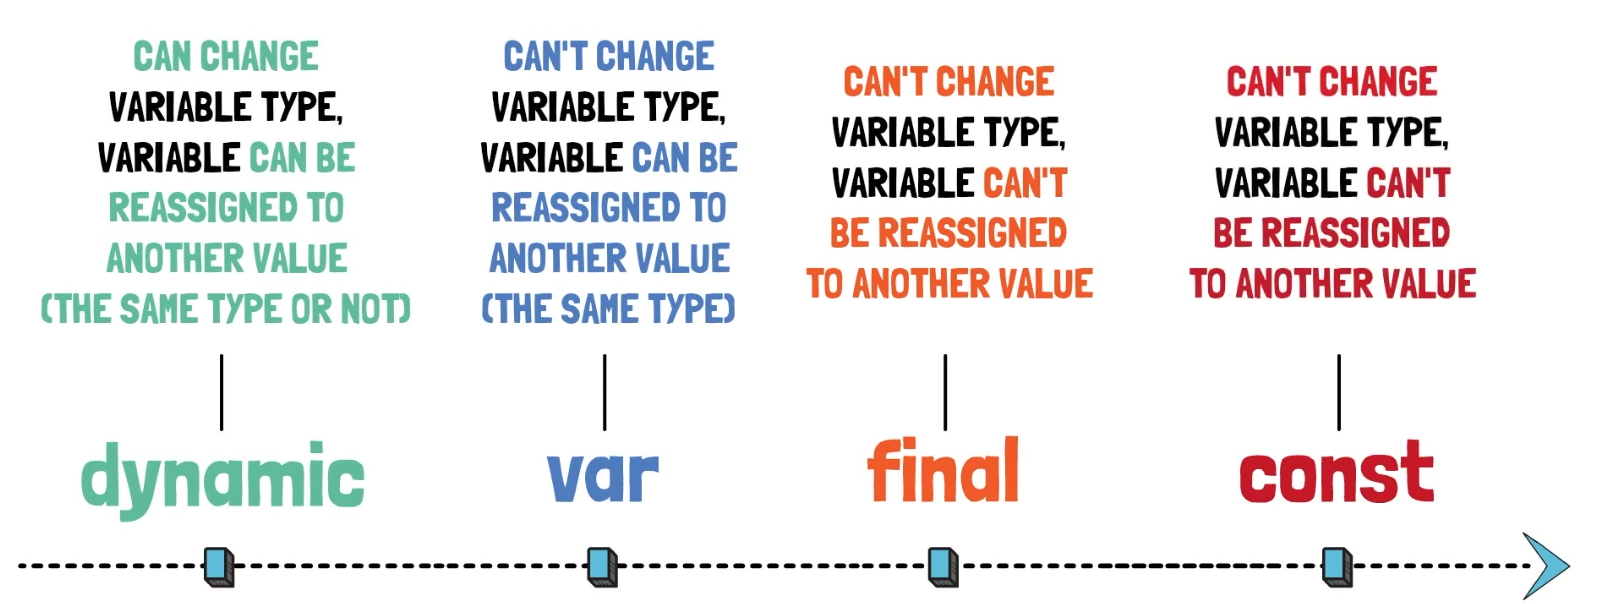 CAN CHANGE
VARIABLE TYPE,
VARIABLE CAN BE
REASSIGNED TO
ANOTHER VALUE
(THE SAME TYPE OR NOT)
dynamic
CAN'T CHANGE
VARIABLE TYPE,
VARIABLE CAN BE
REASSIGNED TO
ANOTHER VALUE
(THE SAME TYPE)
var
CAN'T CHANGE
VARIABLE TYPE,
VARIABLE CAN'T
BE REASSIGNED
TO ANOTHER VALUE
final
CAN'T CHANGE
VARIABLE TYPE,
VARIABLE CAN'T
BE REASSIGNED
TO ANOTHER VALUE
const